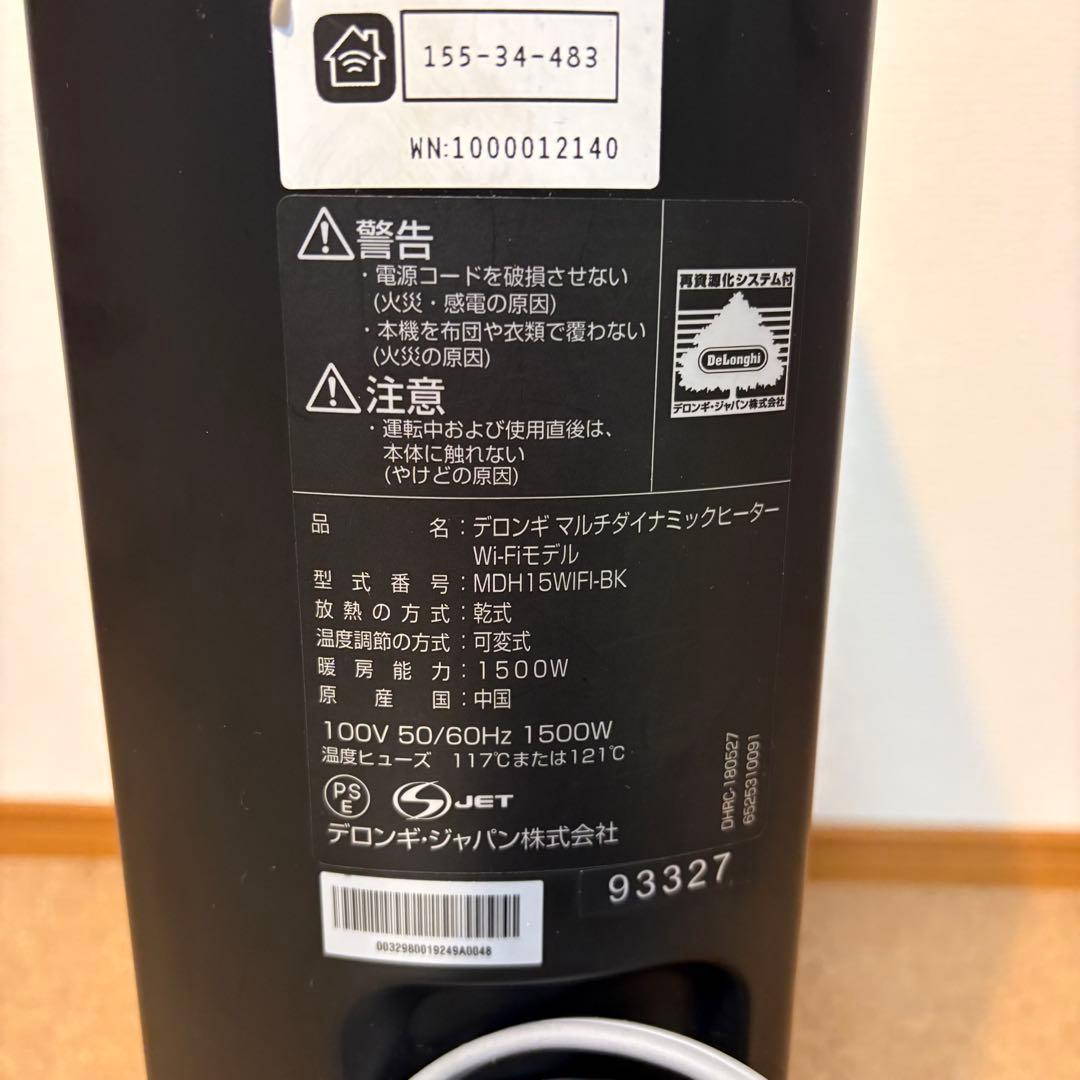 155-34-483
WN:1000012140
⚠警告
・電源コードを破損させない
(火災・感電の原因)
・本機を布団や衣類で覆わない
(火災の原因)
⚠注意
・運転中および使用直後は、
本体に触れない
(やけどの原因)
再資源化システム付
DeLonghi
デロンギ・ジャパン株式会社
品名：デロンギ マルチダイナミックヒーター
Wi-Fiモデル
型式番号：MDH15WIFI-BK
放熱の方式：乾式
温度調節の方式：可変式
暖房能力：1500W
原産国：中国
100V 50/60Hz 1500W
温度ヒューズ 117℃または121℃
PSE
JET
デロンギ・ジャパン株式会社
DHRC-180527
6525310091
93327
0032980019249A0046